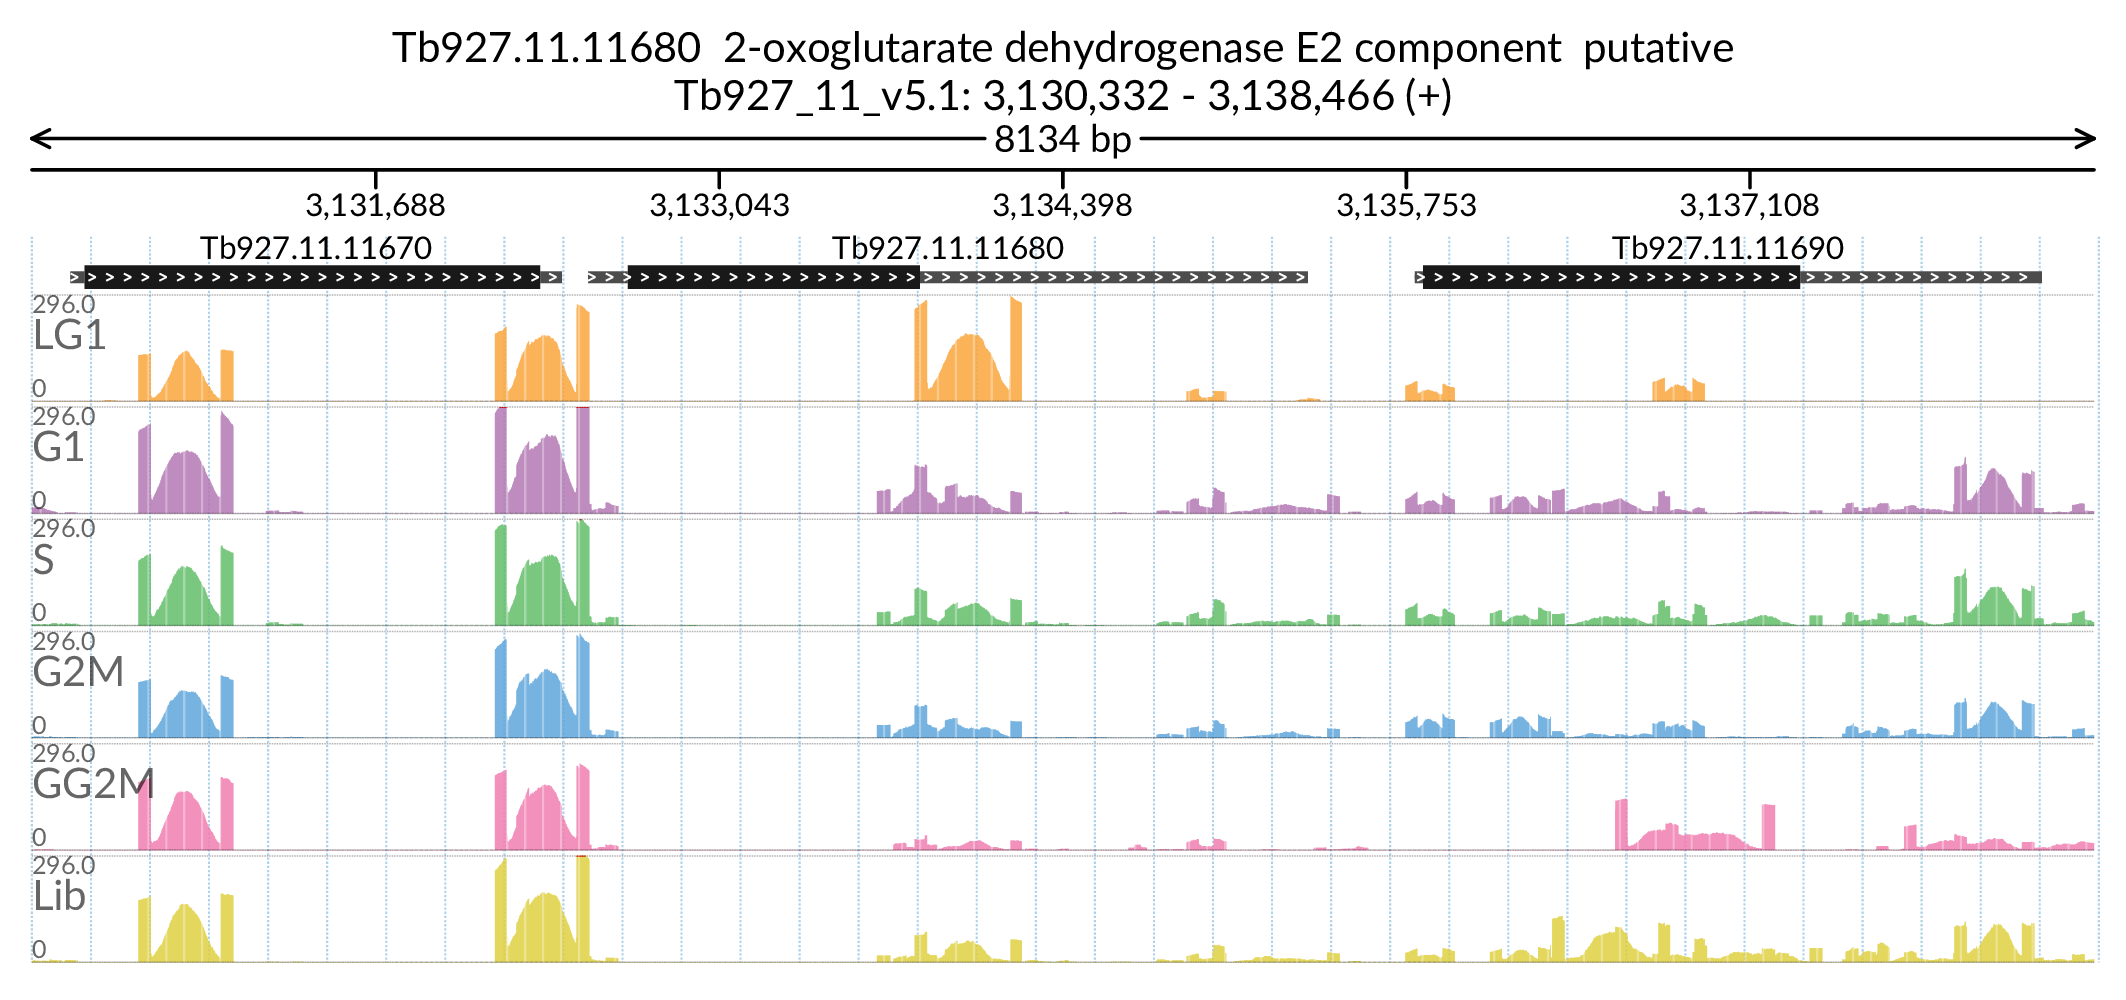 Tb927.11.11680  2-oxoglutarate dehydrogenase E2 component  putative
Tb927_11_v5.1: 3,130,332 - 3,138,466 (+)
8134 bp
3,131,688 3,133,043 3,134,398 3,135,753 3,137,108
Tb927.11.11670 Tb927.11.11680 Tb927.11.11690
296.0
LG1
0
296.0
G1
0
296.0
S
0
296.0
G2M
0
296.0
GG2M
0
296.0
Lib
0